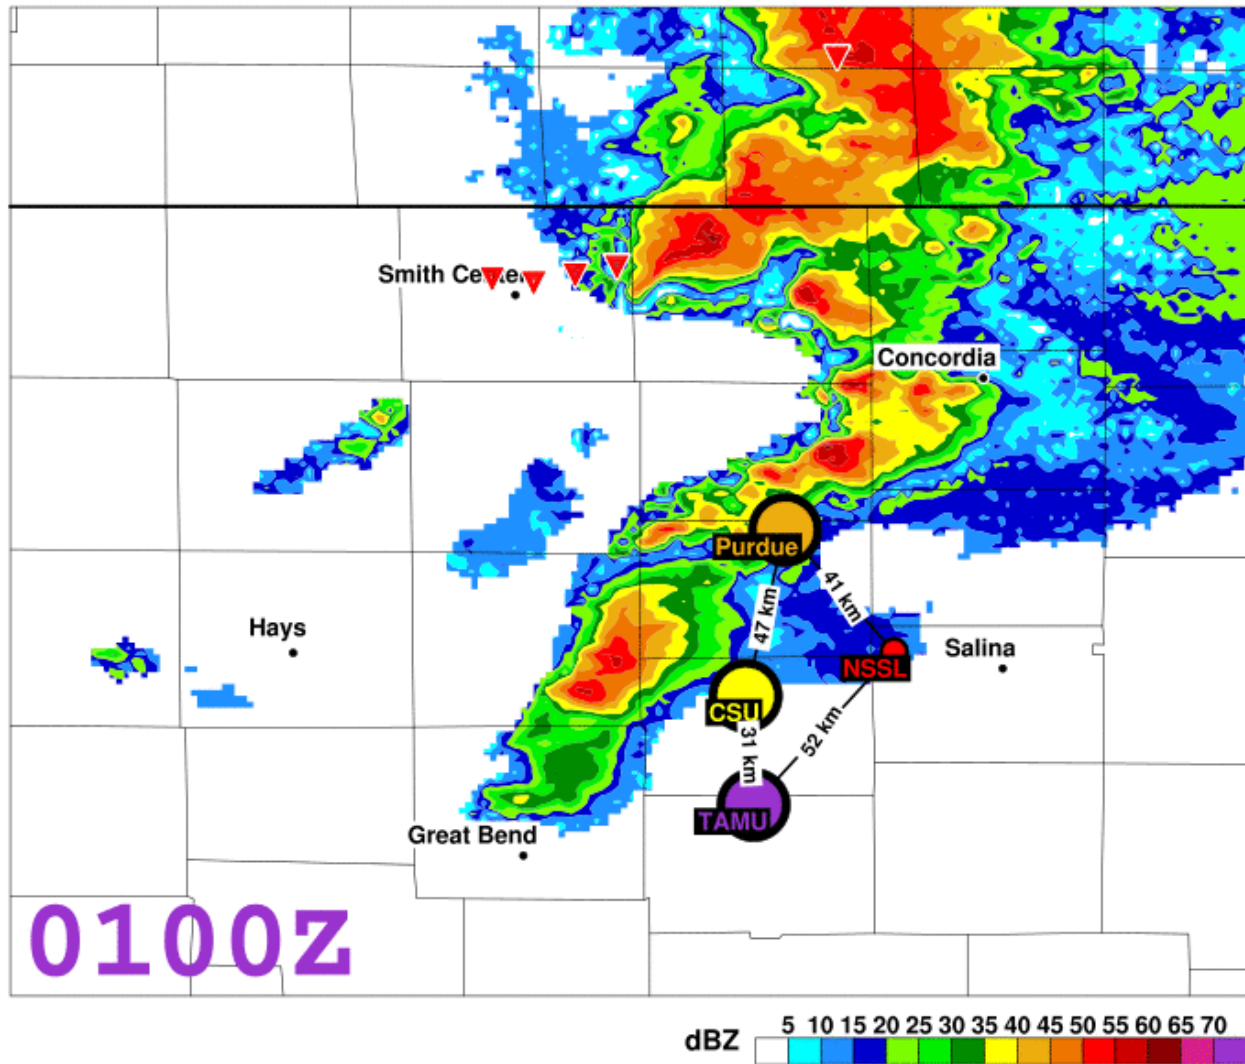 Smith Center
Concordia
Purdue
41 km
47 km
Hays
Salina
NSSL
CSU
31 km
52 km
TAMU
Great Bend
0100Z
dBZ 5 10 15 20 25 30 35 40 45 50 55 60 65 70